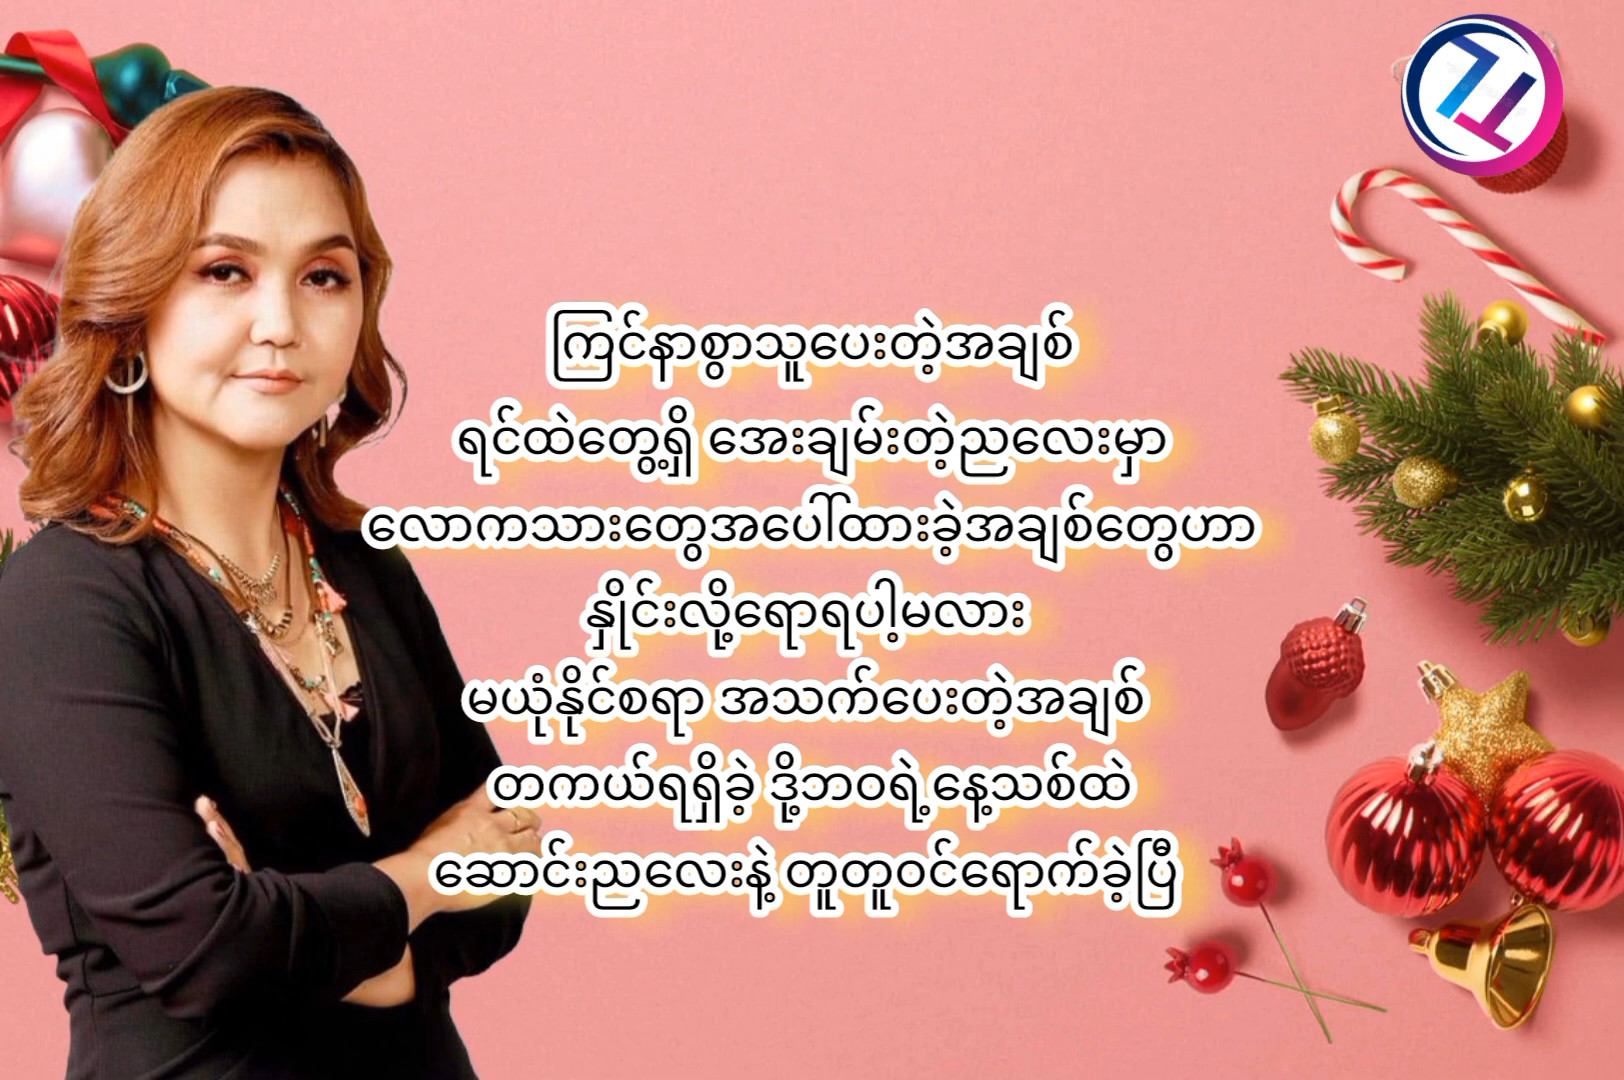 ကြင်နာစွာသူပေးတဲ့အချစ်
ရင်ထဲတွေ့ရှိ အေးချမ်းတဲ့ညလေးမှာ
လောကသားတွေအပေါ်ထားခဲ့အချစ်တွေဟာ
နှိုင်းလို့ရောရပါ့မလား
မယုံနိုင်စရာ အသက်ပေးတဲ့အချစ်
တကယ်ရရှိခဲ့ ဒို့ဘဝရဲ့နေ့သစ်ထဲ
ဆောင်းညလေးနဲ့ တူတူဝင်ရောက်ခဲ့ပြီ